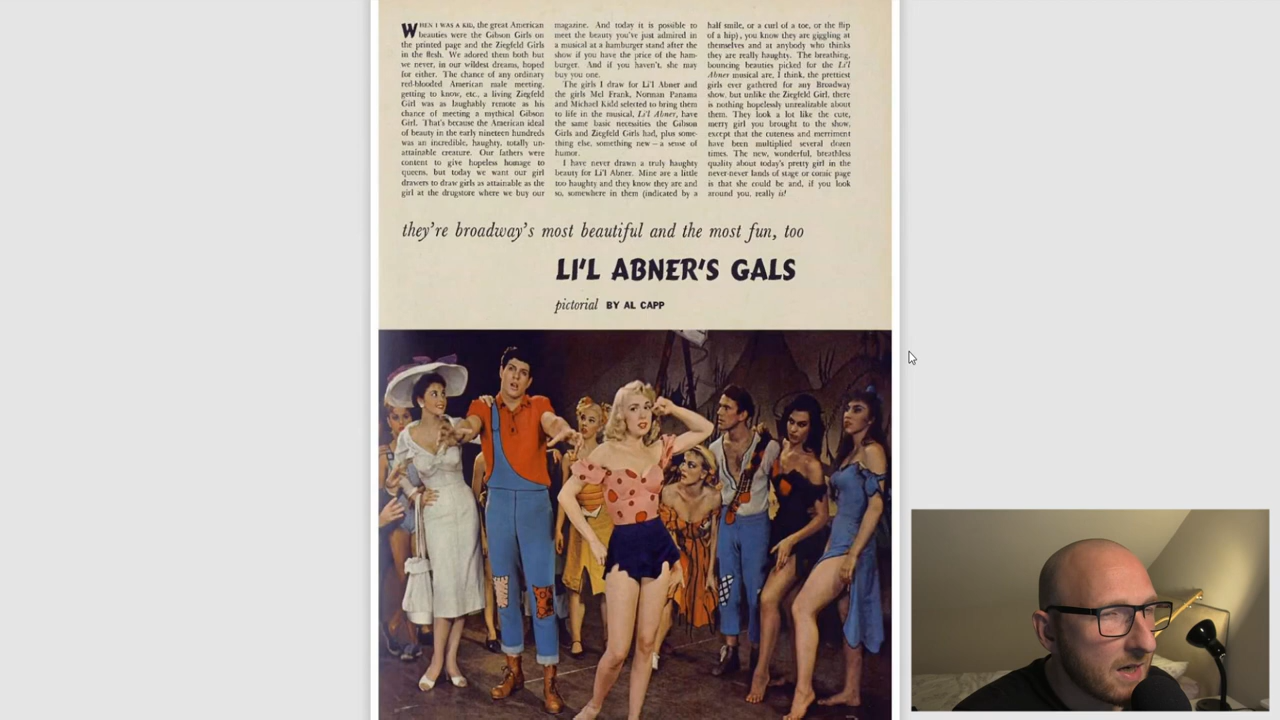 WHEN I WAS A KID, the great American
beauties were the Gibson Girls on
the printed page and the Ziegfeld Girls
in the flesh. We adored them both but
we never, in our wildest dreams, hoped
for either. The chance of any ordinary
red-blooded American male meeting,
getting to know, etc., a living Ziegfeld
Girl was as laughably remote as his
chance of meeting a mythical Gibson
Girl. That's because the American ideal
of beauty in the early nineteen hundreds
was an incredible, haughty, totally un-
attainable creature. Our fathers were
content to give hopeless homage to
queens, but today we want our girl
drawers to draw girls as attainable as the
girl at the drugstore where we buy our
magazine. And today it is possible to
meet the beauty you've just admired in
a musical at a hamburger stand after the
show if you have the price of the ham-
burger. And if you haven't, she may
buy you one.
The girls I draw for Li'l Abner and
the girls Mel Frank, Norman Panama
and Michael Kidd selected to bring them
to life in the musical, Li'l Abner, have
the same basic necessities the Gibson
Girls and Ziegfeld Girls had, plus some-
thing else, something new — a sense of
humor.
I have never drawn a truly haughty
beauty for Li'l Abner. Mine are a little
too haughty and they know they are and
so, somewhere in them (indicated by a
half smile, or a curl of a toe, or the flip
of a hip), you know they are giggling at
themselves and at anybody who thinks
they are really haughty. The breathing,
bouncing beauties picked for the Li'l
Abner musical are, I think, the prettiest
girls ever gathered for any Broadway
show, but unlike the Ziegfeld Girl, there
is nothing hopelessly unrealizable about
them. They look a lot like the cute,
merry girl you brought to the show,
except that the cuteness and merriment
have been multiplied several dozen
times. The new, wonderful, breathless
quality about today's pretty girl in the
never-never lands of stage or comic page
is that she could be and, if you look
around you, really is!
they're broadway's most beautiful and the most fun, too
LI'L ABNER'S GALS
pictorial BY AL CAPP